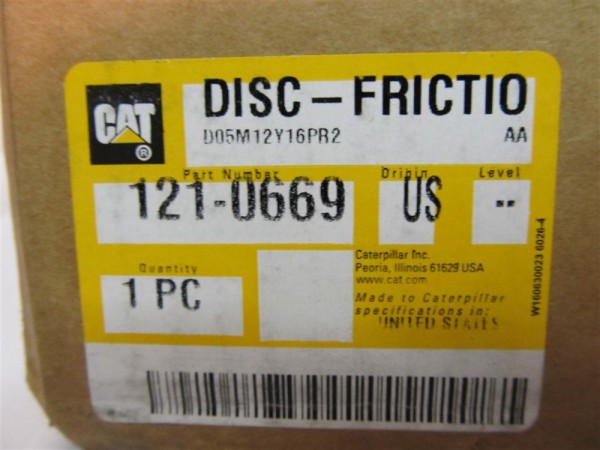 CAT
®
DISC-FRICTIO
D05M12Y16PR2 AA
Part Number Origin Level
121-0669 US --
Quantity
1 PC
Caterpillar Inc.
Peoria, Illinois 61629 USA
www.cat.com
Made to Caterpillar
specifications in:
UNITED STATES
W160630023 6026-4